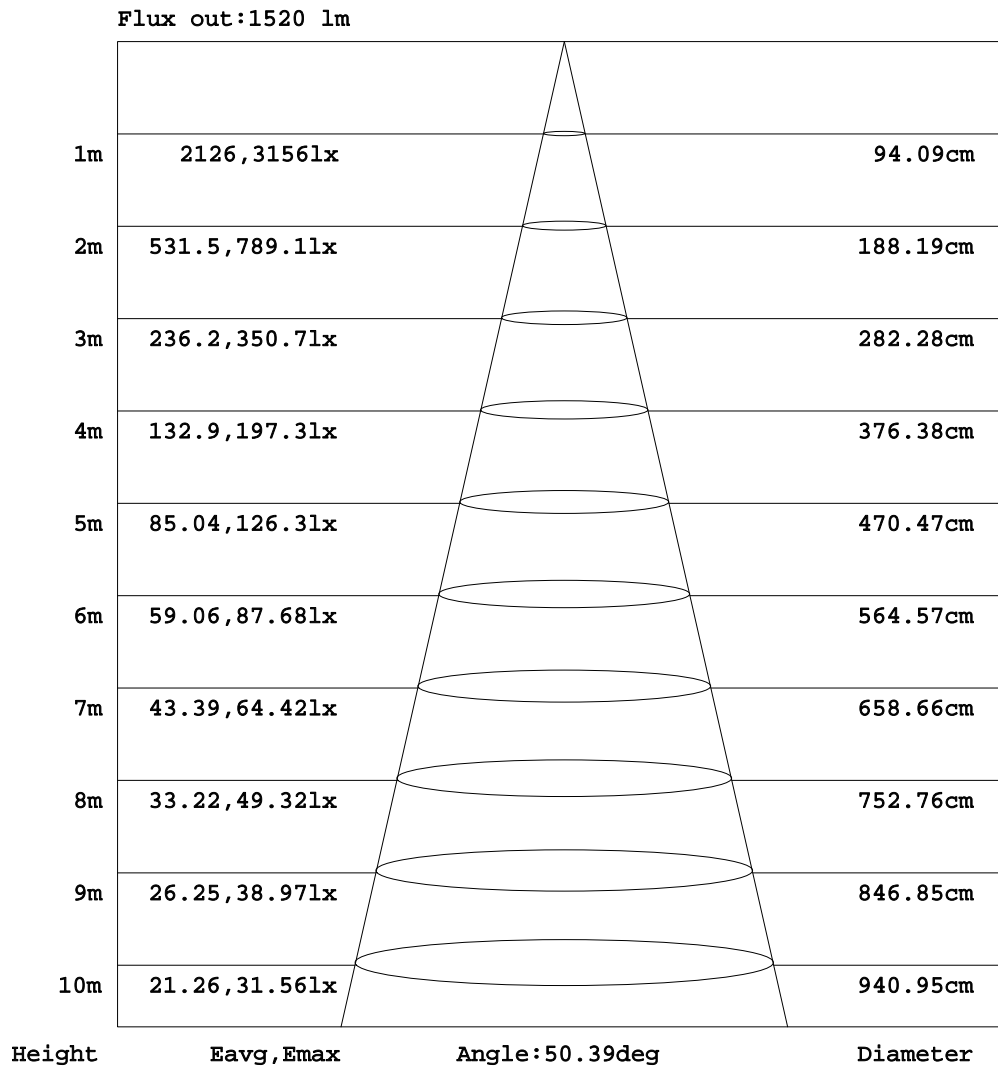 Flux out:1520 lm
1m 2126,3156lx 94.09cm
2m 531.5,789.1lx 188.19cm
3m 236.2,350.7lx 282.28cm
4m 132.9,197.3lx 376.38cm
5m 85.04,126.3lx 470.47cm
6m 59.06,87.68lx 564.57cm
7m 43.39,64.42lx 658.66cm
8m 33.22,49.32lx 752.76cm
9m 26.25,38.97lx 846.85cm
10m 21.26,31.56lx 940.95cm
Height Eavg,Emax Angle:50.39deg Diameter